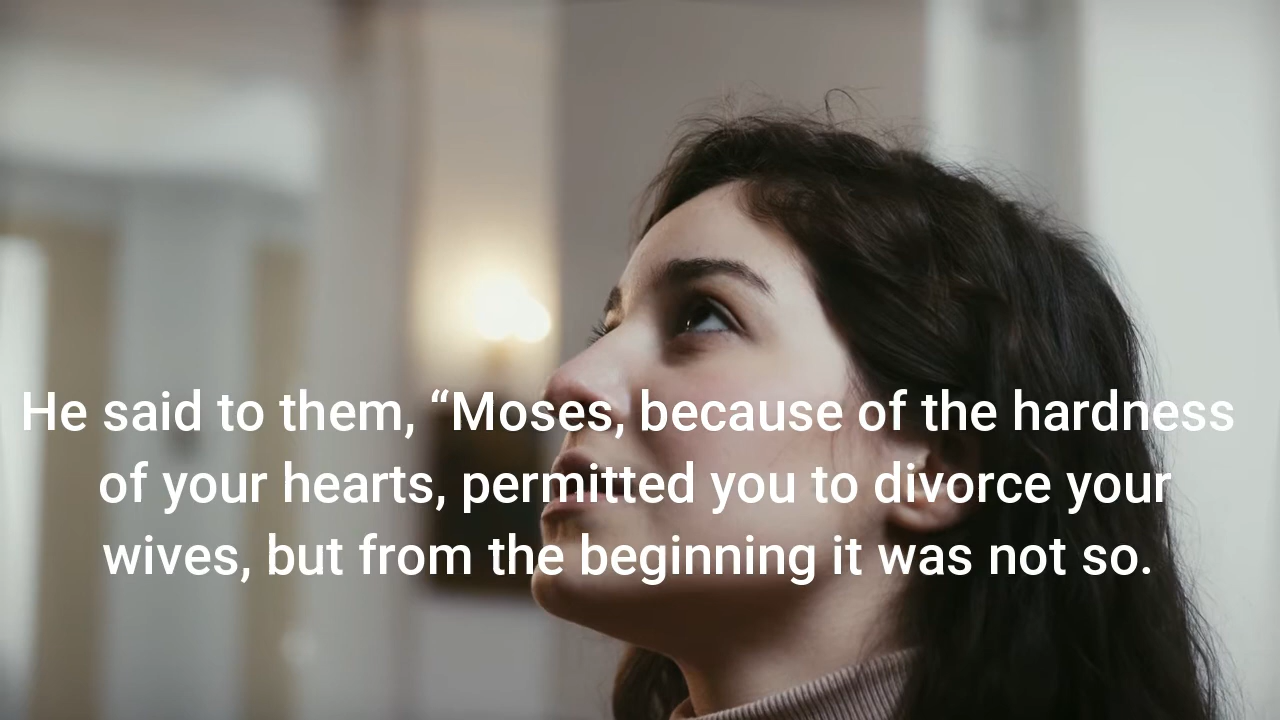 He said to them, “Moses, because of the hardness
of your hearts, permitted you to divorce your
wives, but from the beginning it was not so.